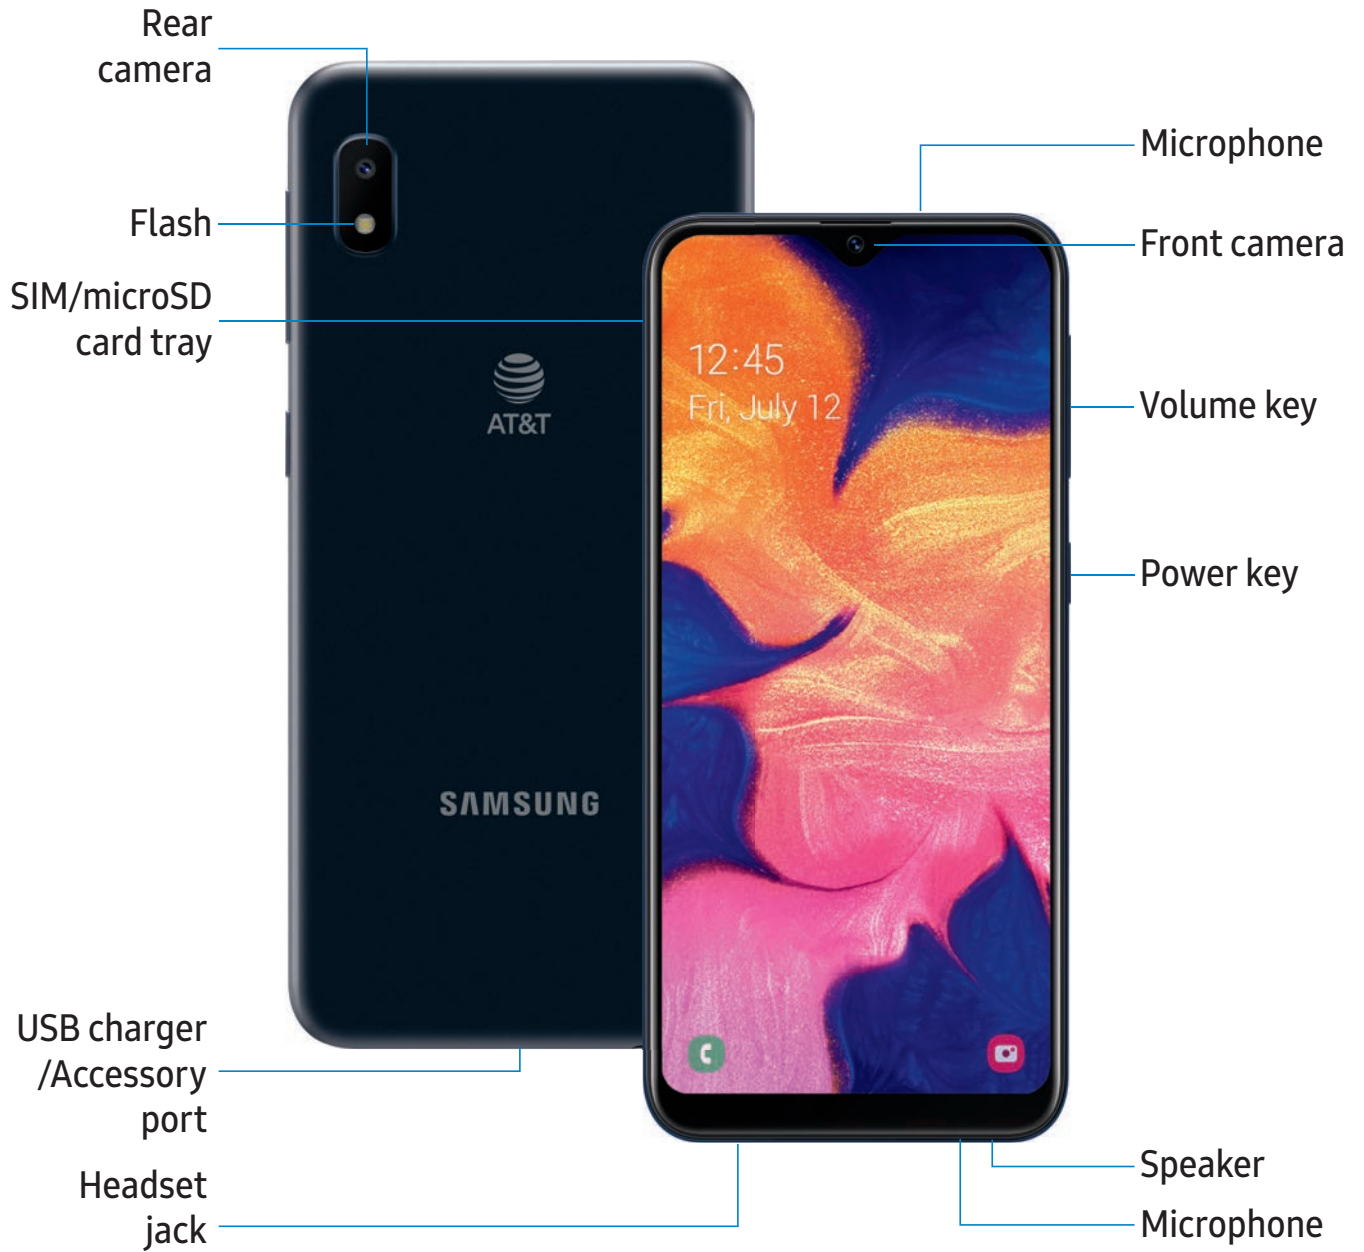 Rear
camera
Flash
SIM/microSD
card tray
AT&T
SAMSUNG
USB charger
/Accessory
port
Headset
jack
12:45
Fri, July 12
Microphone
Front camera
Volume key
Power key
Speaker
Microphone